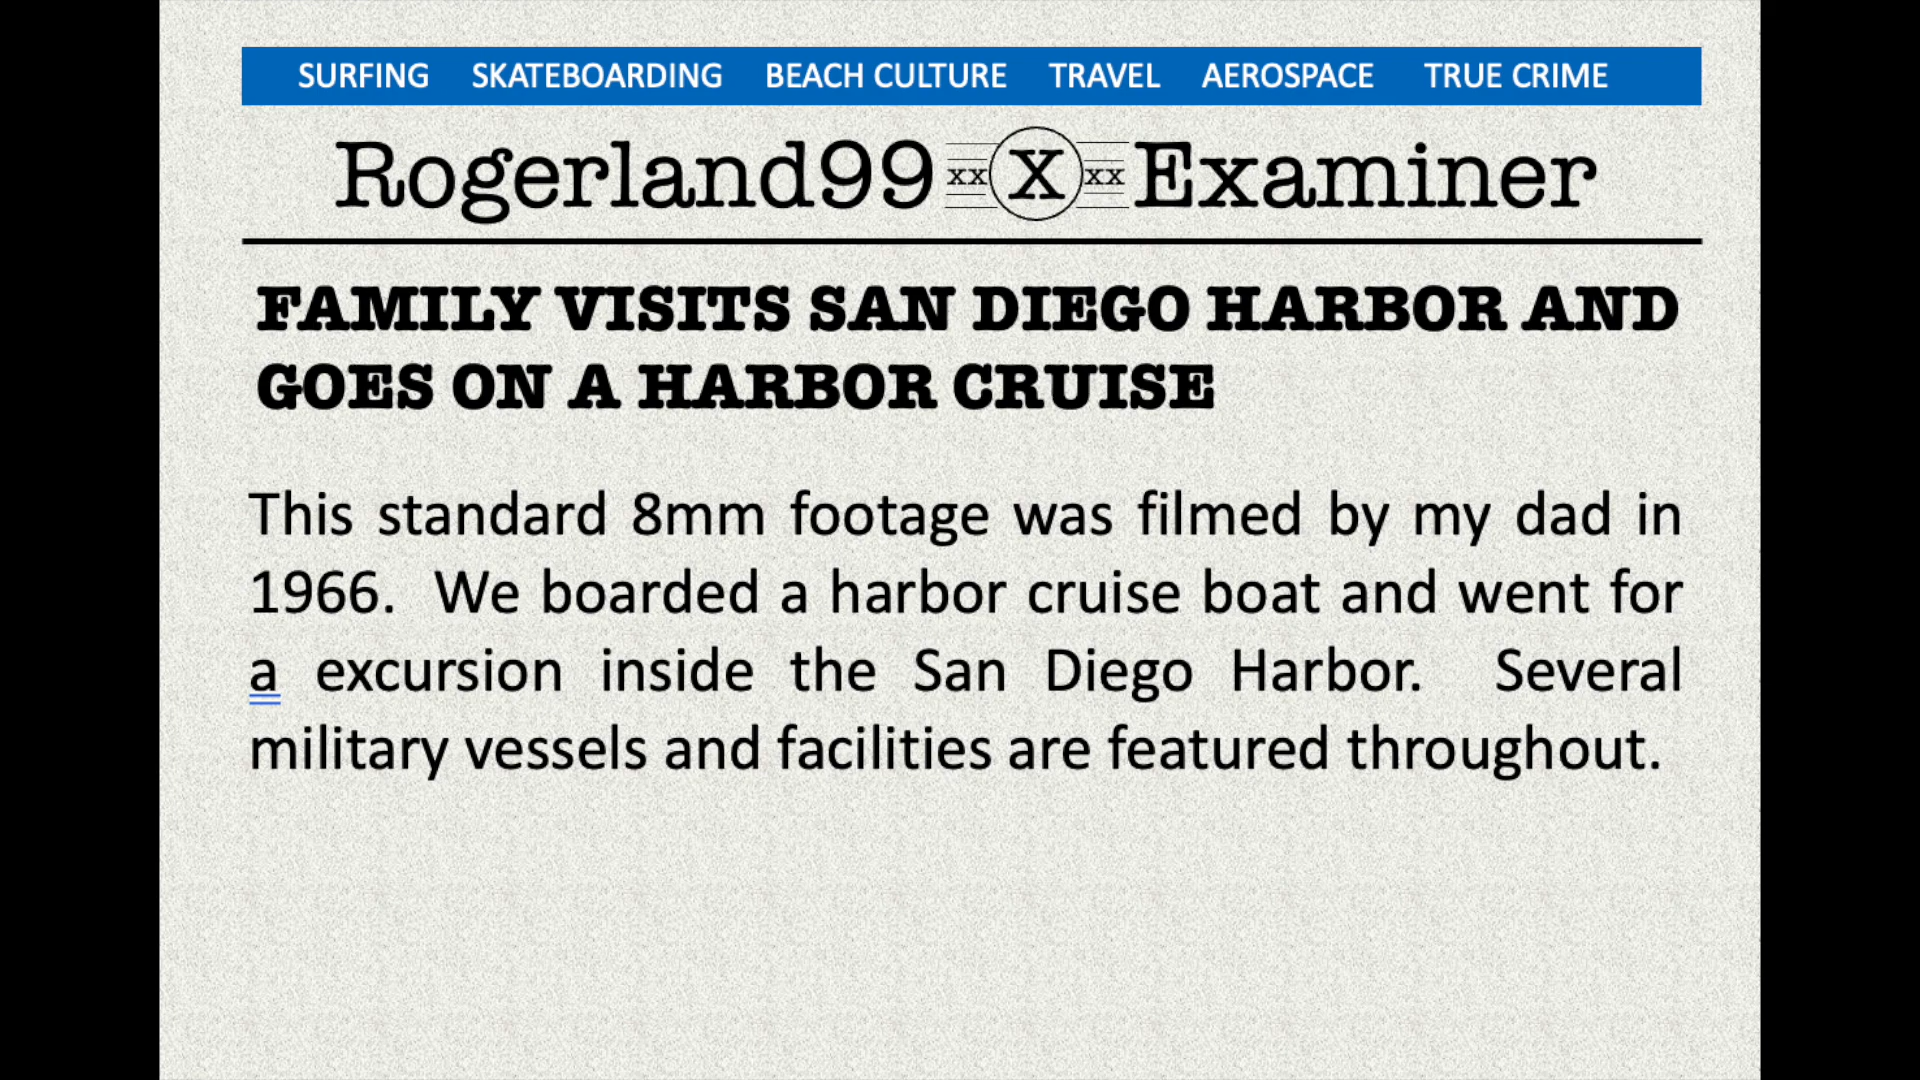 SURFING SKATEBOARDING BEACH CULTURE TRAVEL AEROSPACE TRUE CRIME
Rogerland99 xx X xx Examiner
FAMILY VISITS SAN DIEGO HARBOR AND
GOES ON A HARBOR CRUISE
This standard 8mm footage was filmed by my dad in
1966. We boarded a harbor cruise boat and went for
a excursion inside the San Diego Harbor. Several
military vessels and facilities are featured throughout.